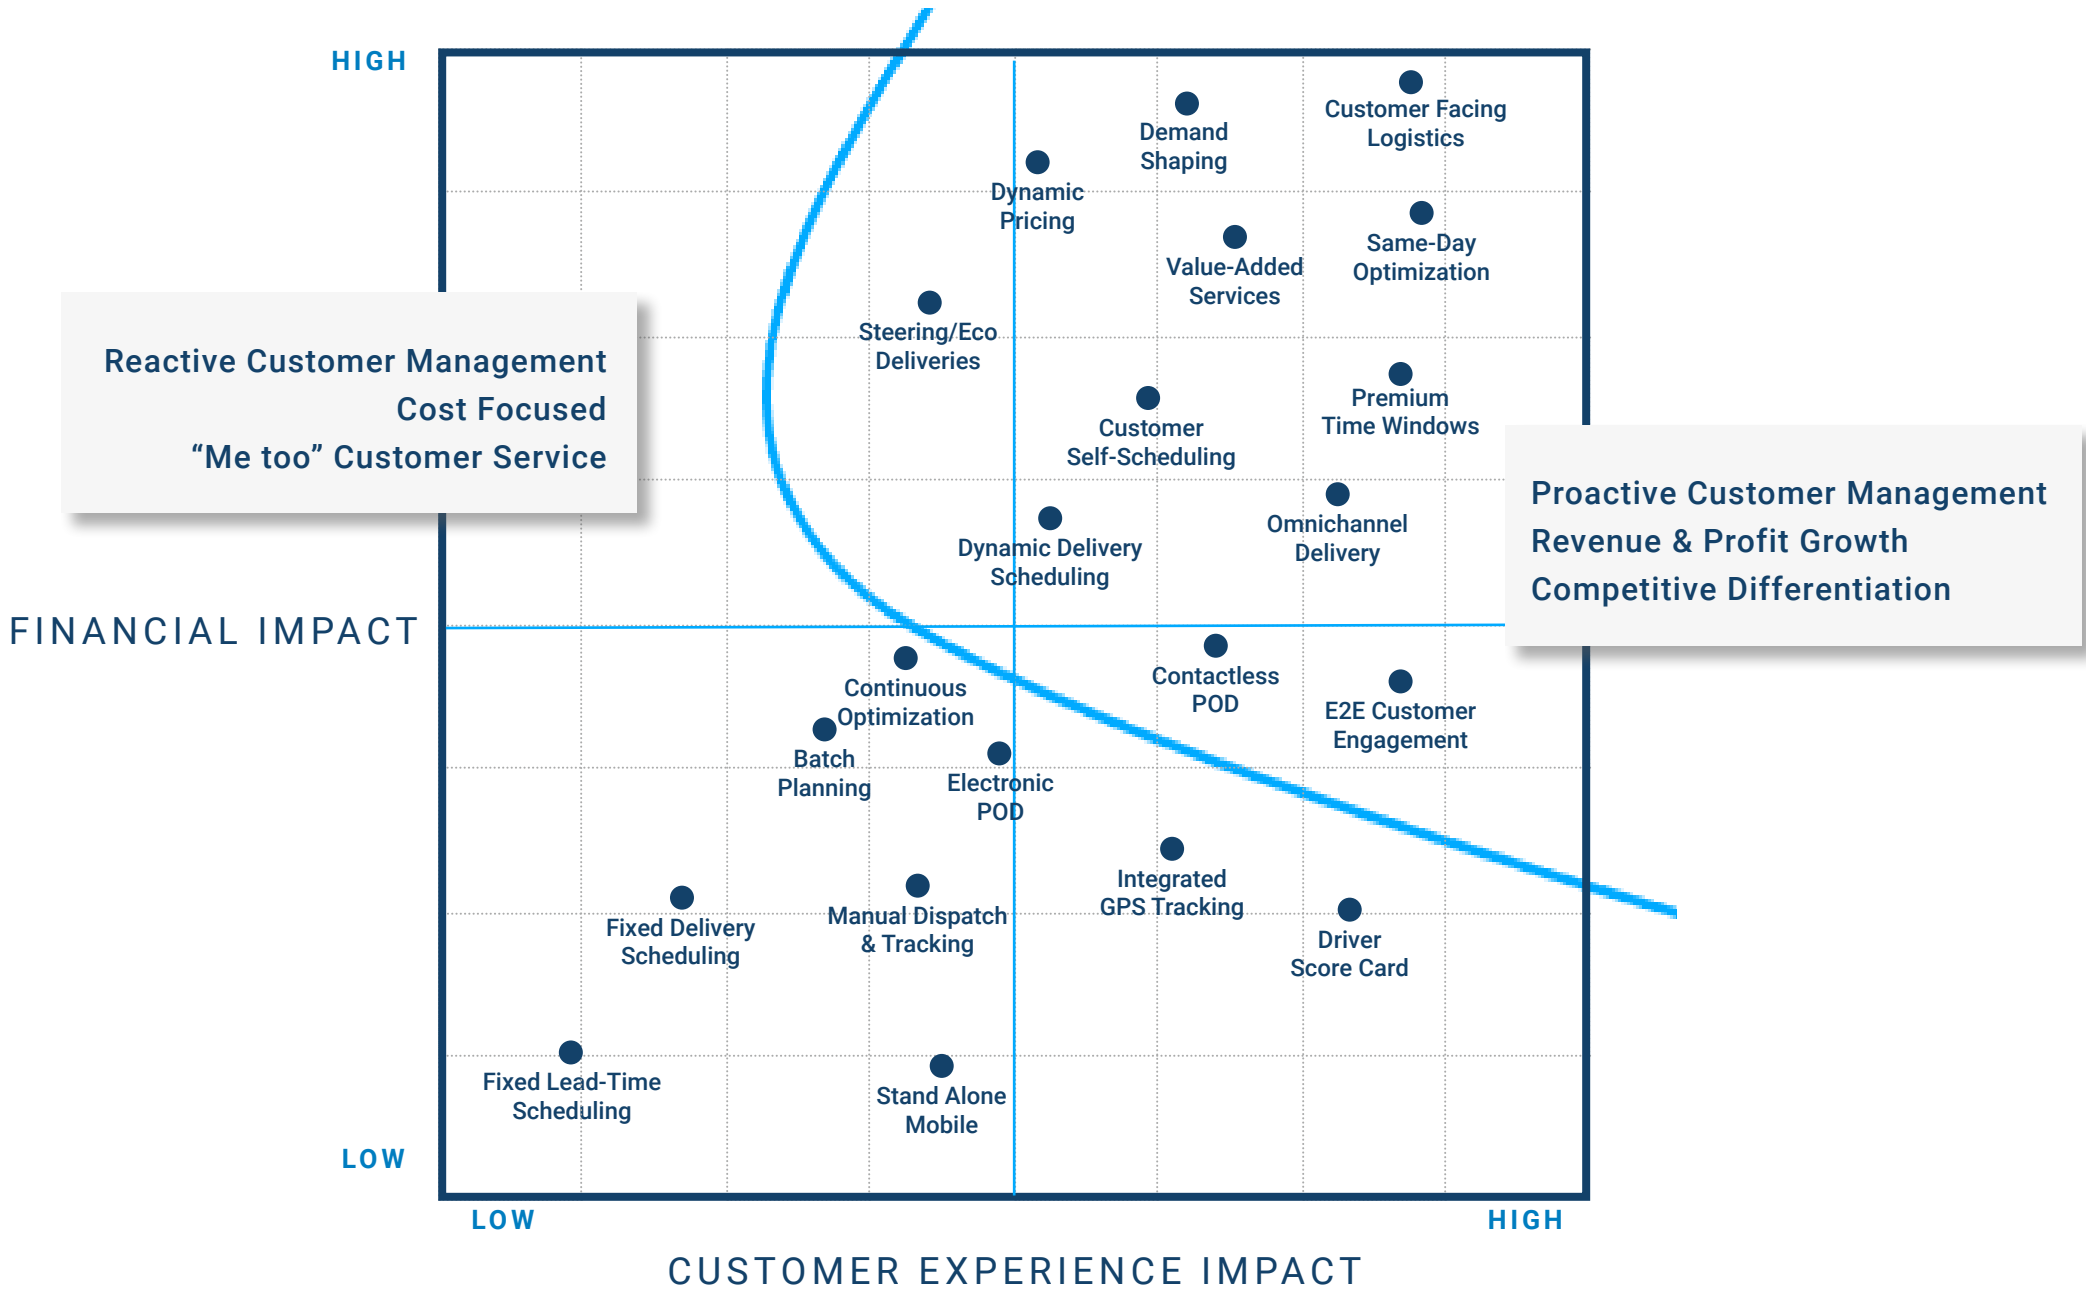 HIGH
Customer Facing
Logistics
Demand
Shaping
Dynamic
Pricing
Same-Day
Optimization
Value-Added
Services
Steering/Eco
Deliveries
Reactive Customer Management
Cost Focused
“Me too” Customer Service
Premium
Time Windows
Customer
Self-Scheduling
Omnichannel
Delivery
Dynamic Delivery
Scheduling
Proactive Customer Management
Revenue & Profit Growth
Competitive Differentiation
FINANCIAL IMPACT
Contactless
POD
Continuous
Optimization
E2E Customer
Engagement
Batch
Planning
Electronic
POD
Integrated
GPS Tracking
Manual Dispatch
& Tracking
Fixed Delivery
Scheduling
Driver
Score Card
Fixed Lead-Time
Scheduling
Stand Alone
Mobile
LOW
LOW
HIGH
CUSTOMER EXPERIENCE IMPACT